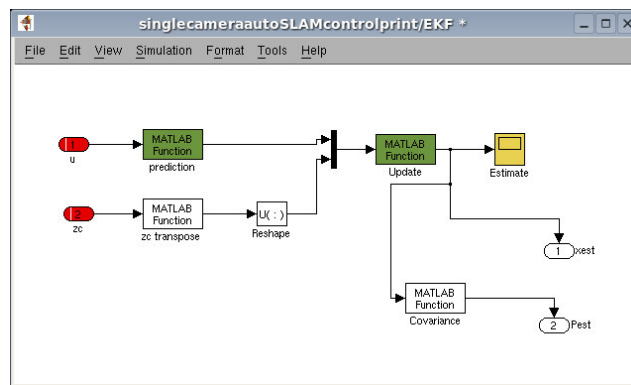 singlecameraautoSLAMcontrolprint/EKF *
File Edit View Simulation Format Tools Help
1
u
MATLAB
Function
prediction
MATLAB
Function
Update
Estimate
2
zc
MATLAB
Function
zc transpose
U( : )
Reshape
1
xest
MATLAB
Function
Covariance
2
Pest